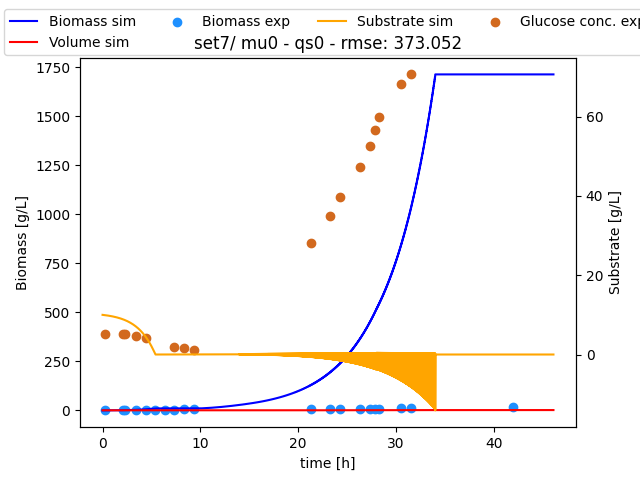 Biomass sim
Biomass exp
Substrate sim
Glucose conc. exp
Volume sim
set7/ mu0 - qs0 - rmse: 373.052
1750
1500
1250
1000
750
500
250
0
Biomass [g/L]
60
40
20
0
Substrate [g/L]
0
10
20
30
40
time [h]